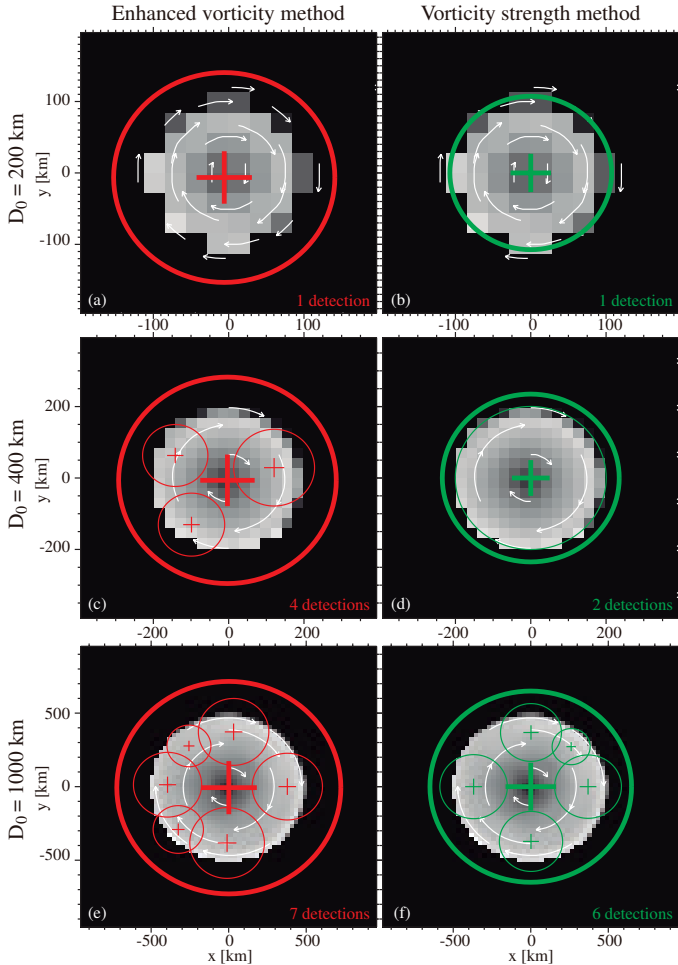 Enhanced vorticity method
Vorticity strength method
D₀ = 200 km
y [km]
100
0
-100
(a)
1 detection
(b)
1 detection
-100
0
100
-100
0
100
D₀ = 400 km
y [km]
200
0
-200
(c)
4 detections
(d)
2 detections
-200
0
200
-200
0
200
D₀ = 1000 km
y [km]
500
0
-500
(e)
7 detections
(f)
6 detections
-500
0
500
-500
0
500
x [km]
x [km]